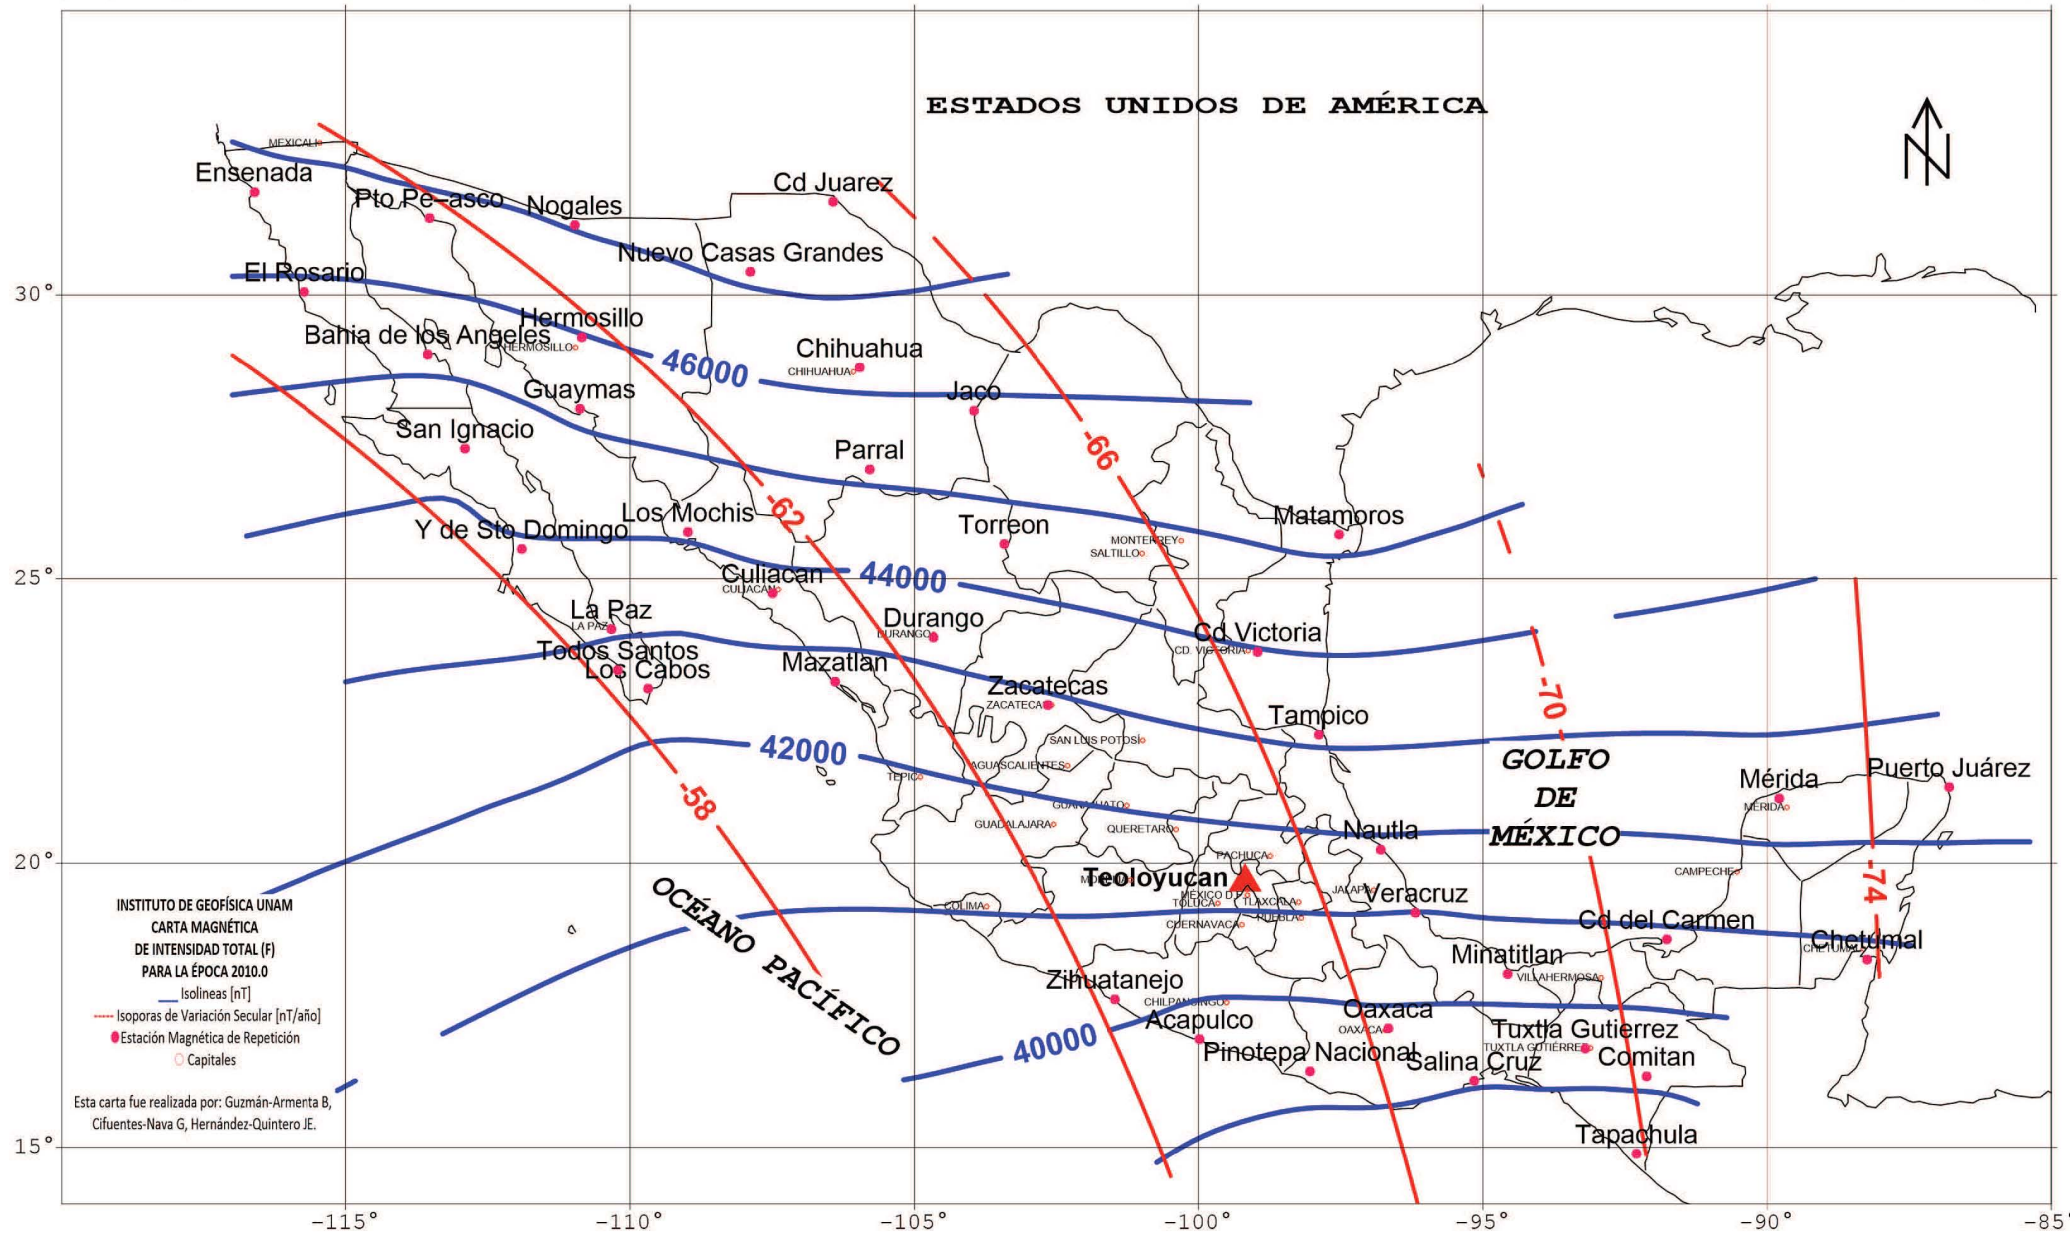 ESTADOS UNIDOS DE AMÉRICA
N
MEXICALI
Ensenada
Pto Pe–asco
Nogales
Cd Juarez
Nuevo Casas Grandes
El Rosario
30°
Hermosillo
HERMOSILLO
Bahia de los Angeles
46000
Chihuahua
CHIHUAHUA
Guaymas
Jaco
San Ignacio
Parral
-66
-62
Los Mochis
Y de Sto Domingo
Torreon
MONTERREY
SALTILLO
Matamoros
25°
Culiacan
CULIACAN
44000
La Paz
LA PAZ
Durango
DURANGO
Cd Victoria
CD. VICTORIA
Todos Santos
Los Cabos
Mazatlan
Zacatecas
ZACATECAS
-70
Tampico
42000
SAN LUIS POTOSÍ
AGUASCALIENTES
TEPIC
GOLFO
DE
MÉXICO
Mérida
MERIDA
Puerto Juárez
-58
GUANAJUATO
GUADALAJARA
QUERETARO
Nautla
20°
PACHUCA
Teoloyucan
MÉXICO D.F.
TOLUCA
TLAXCALA
JALAPA
Veracruz
PUEBLA
CUERNAVACA
COLIMA
CAMPECHE
-74
Cd del Carmen
Chetumal
CHETUMAL
OCÉANO PACÍFICO
Minatitlan
VILLAHERMOSA
Zihuatanejo
CHILPANCINGO
Acapulco
Oaxaca
OAXACA
40000
Pinotepa Nacional
Salina Cruz
Tuxtla Gutierrez
TUXTLA GUTIÉRREZ
Comitan
Tapachula
15°
INSTITUTO DE GEOFÍSICA UNAM
CARTA MAGNÉTICA
DE INTENSIDAD TOTAL (F)
PARA LA ÉPOCA 2010.0
Isolineas [nT]
Isoporas de Variación Secular [nT/año]
Estación Magnética de Repetición
Capitales
Esta carta fue realizada por: Guzmán-Armenta B,
Cifuentes-Nava G, Hernández-Quintero JE.
-115° -110° -105° -100° -95° -90° -85°